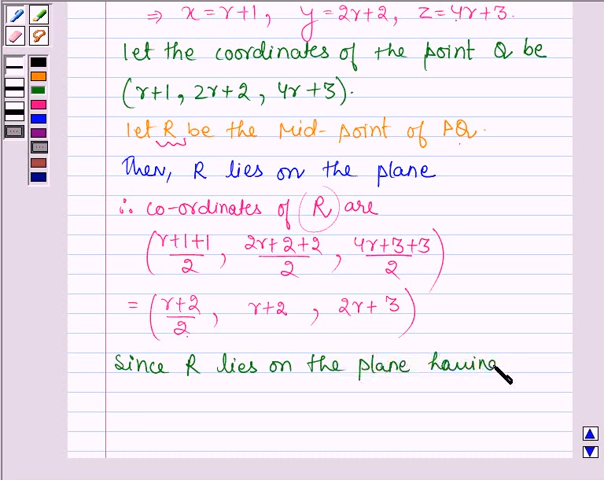 ⇒ x = r+1, y = 2r+2, z = 4r+3.
let the coordinates of the point Q be
(r+1, 2r+2, 4r+3).
let R be the Mid-point of PQ.
Then, R lies on the plane
∴ co-ordinates of R are
((r+1+1)/2, (2r+2+2)/2, (4r+3+3)/2)
= ((r+2)/2, r+2, 2r+3)
Since R lies on the plane having